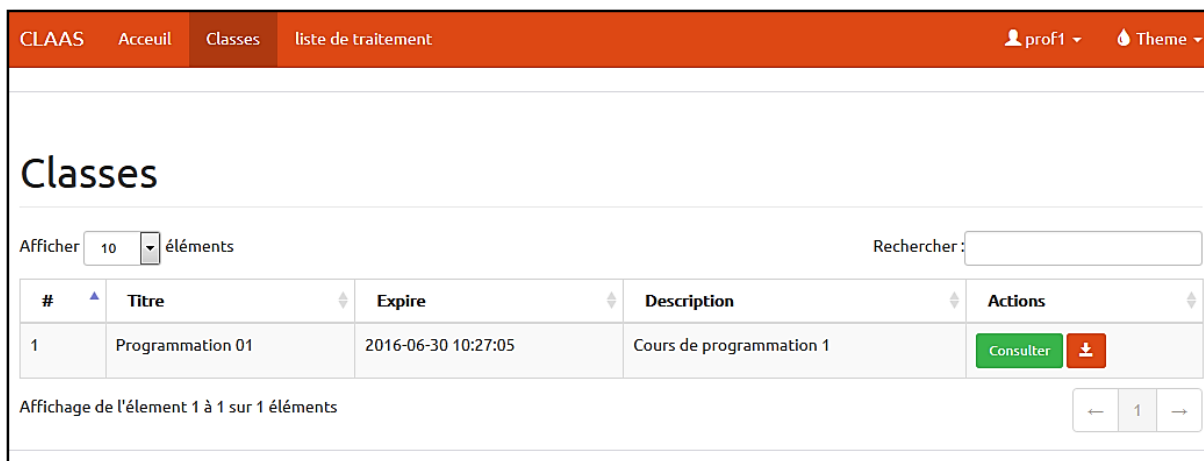 CLAAS Acceuil Classes liste de traitement prof1 Theme
Classes
Afficher 10 éléments Rechercher :
# Titre Expire Description Actions
1 Programmation 01 2016-06-30 10:27:05 Cours de programmation 1 Consulter
Affichage de l'élement 1 à 1 sur 1 éléments ← 1 →